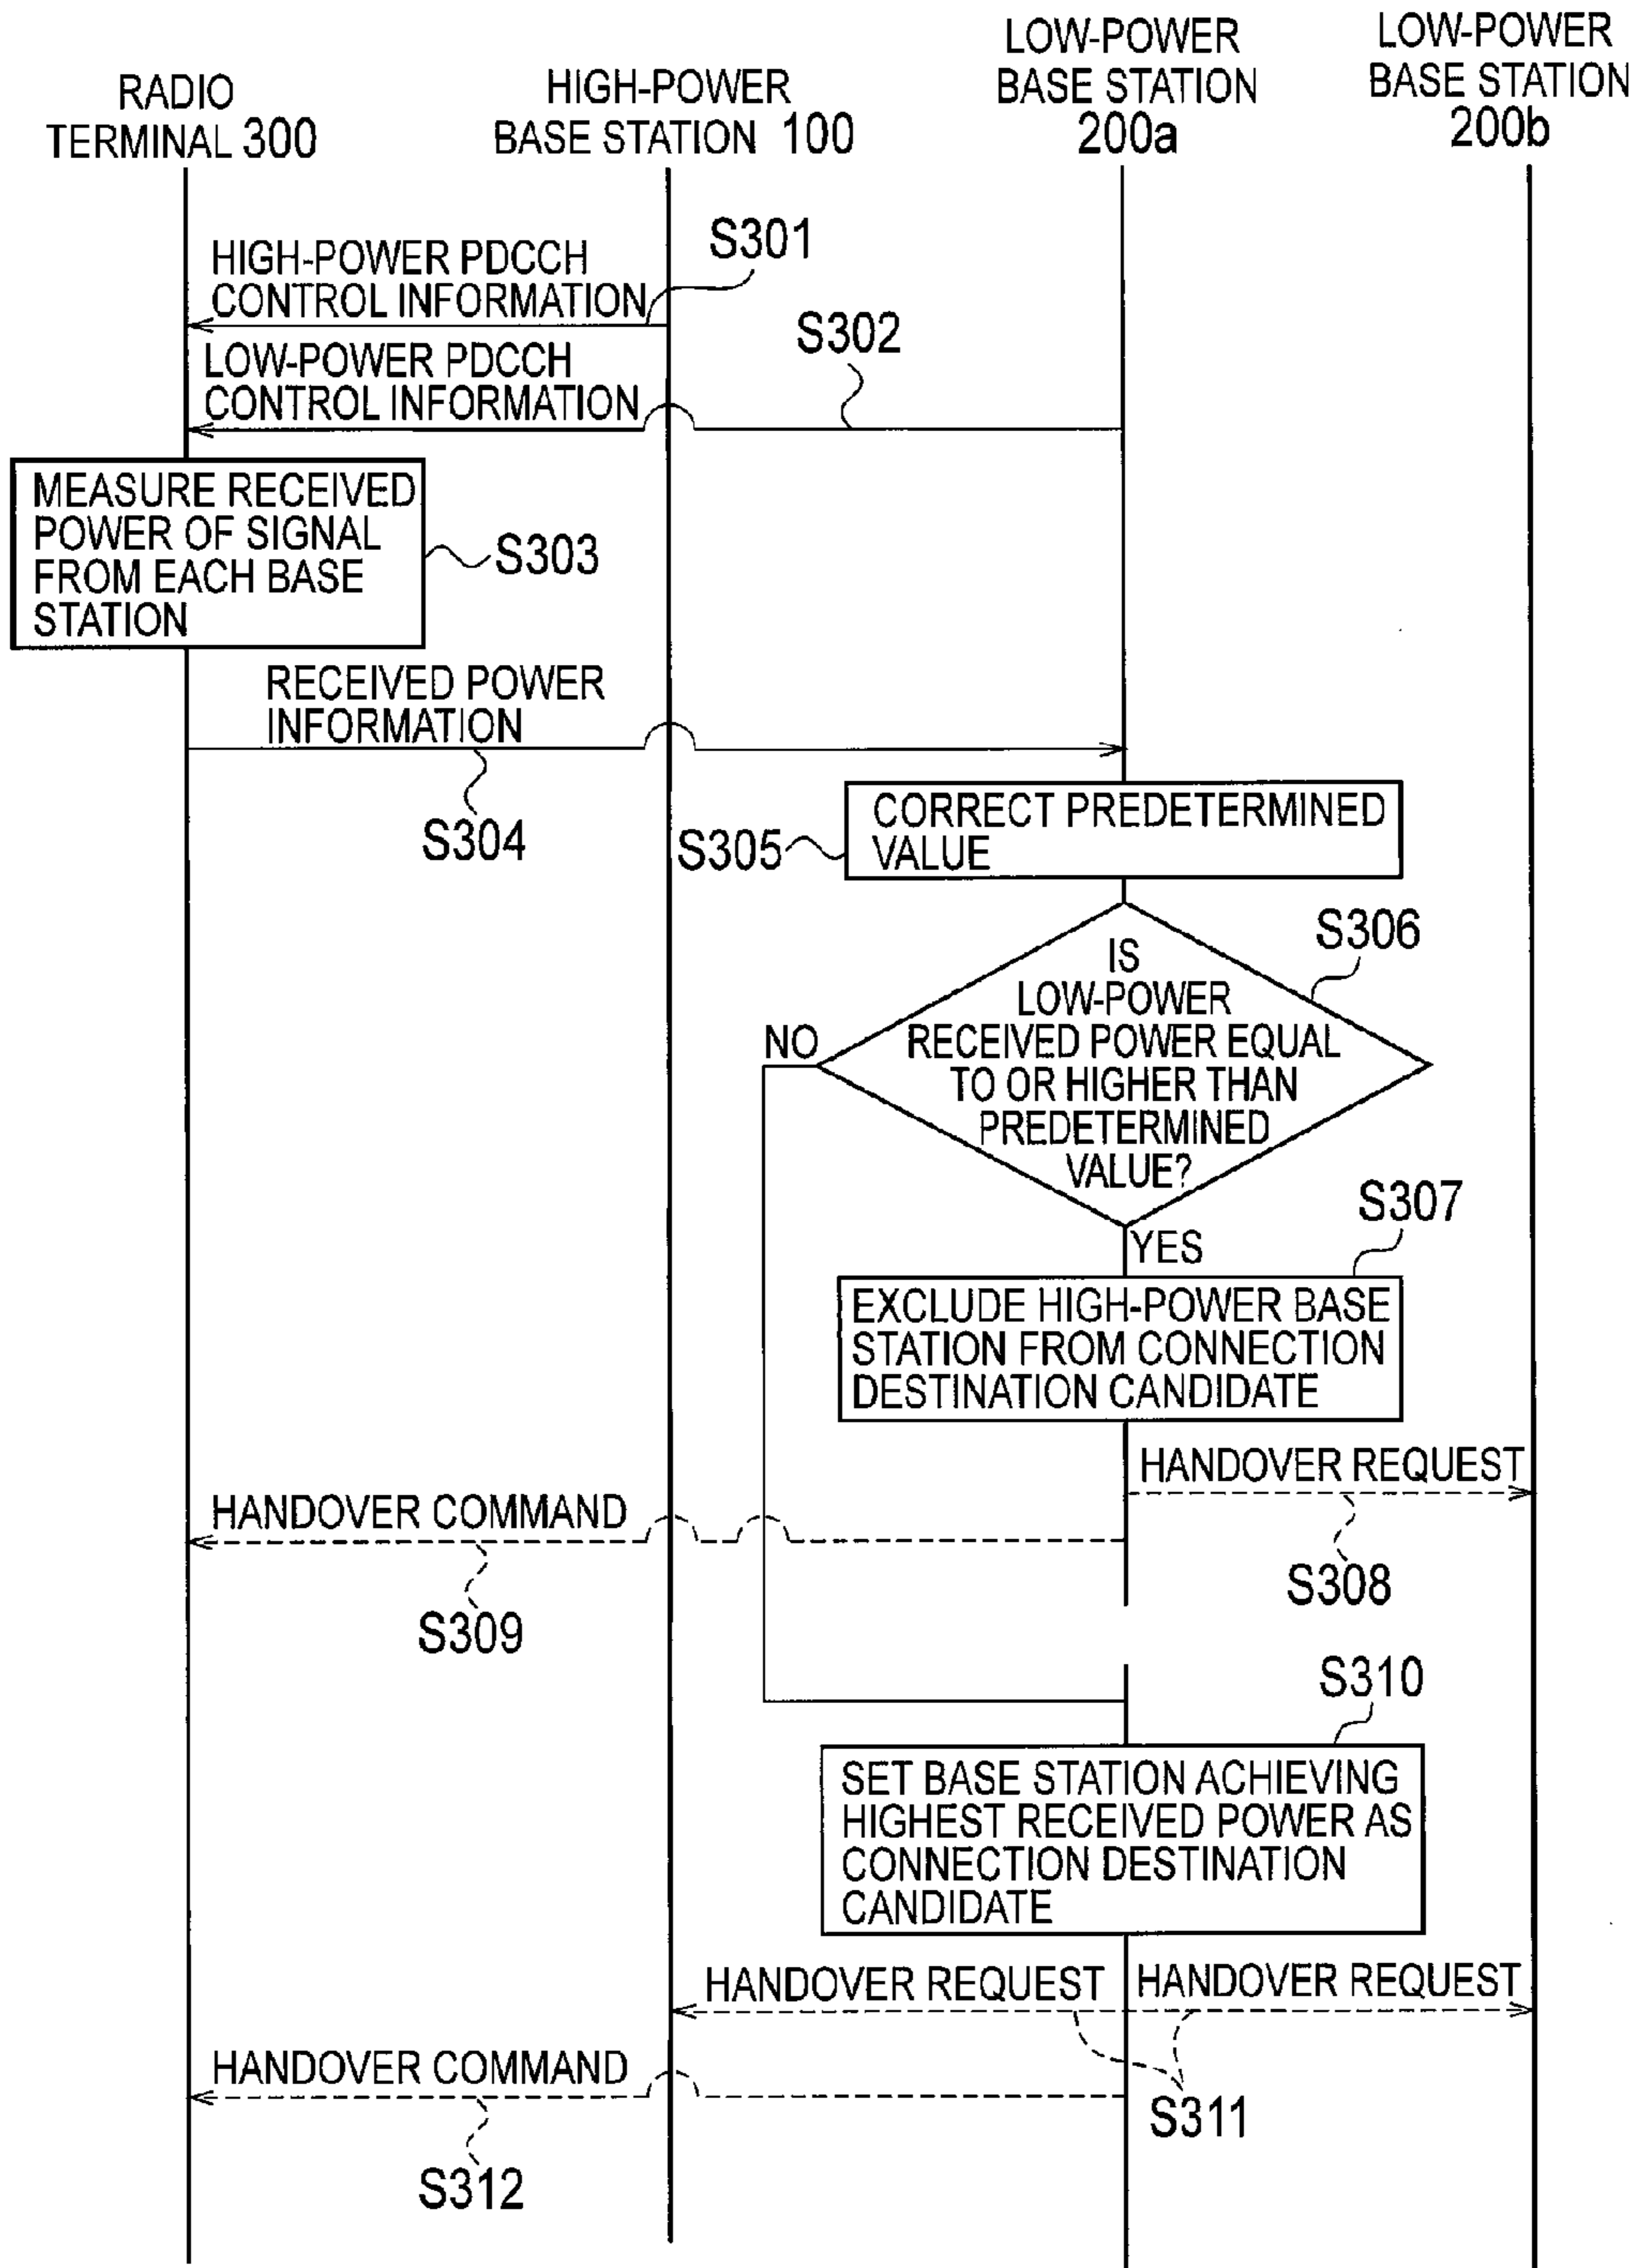 RADIO
TERMINAL 300
HIGH-POWER
BASE STATION 100
LOW-POWER
BASE STATION
200a
LOW-POWER
BASE STATION
200b
S301
HIGH-POWER PDCCH
CONTROL INFORMATION
S302
LOW-POWER PDCCH
CONTROL INFORMATION
MEASURE RECEIVED
POWER OF SIGNAL
FROM EACH BASE
STATION
S303
RECEIVED POWER
INFORMATION
S304
CORRECT PREDETERMINED
VALUE
S305
S306
IS
LOW-POWER
RECEIVED POWER EQUAL
TO OR HIGHER THAN
PREDETERMINED
VALUE?
NO
YES
S307
EXCLUDE HIGH-POWER BASE
STATION FROM CONNECTION
DESTINATION CANDIDATE
HANDOVER REQUEST
S308
HANDOVER COMMAND
S309
S310
SET BASE STATION ACHIEVING
HIGHEST RECEIVED POWER AS
CONNECTION DESTINATION
CANDIDATE
HANDOVER REQUEST
HANDOVER REQUEST
S311
HANDOVER COMMAND
S312